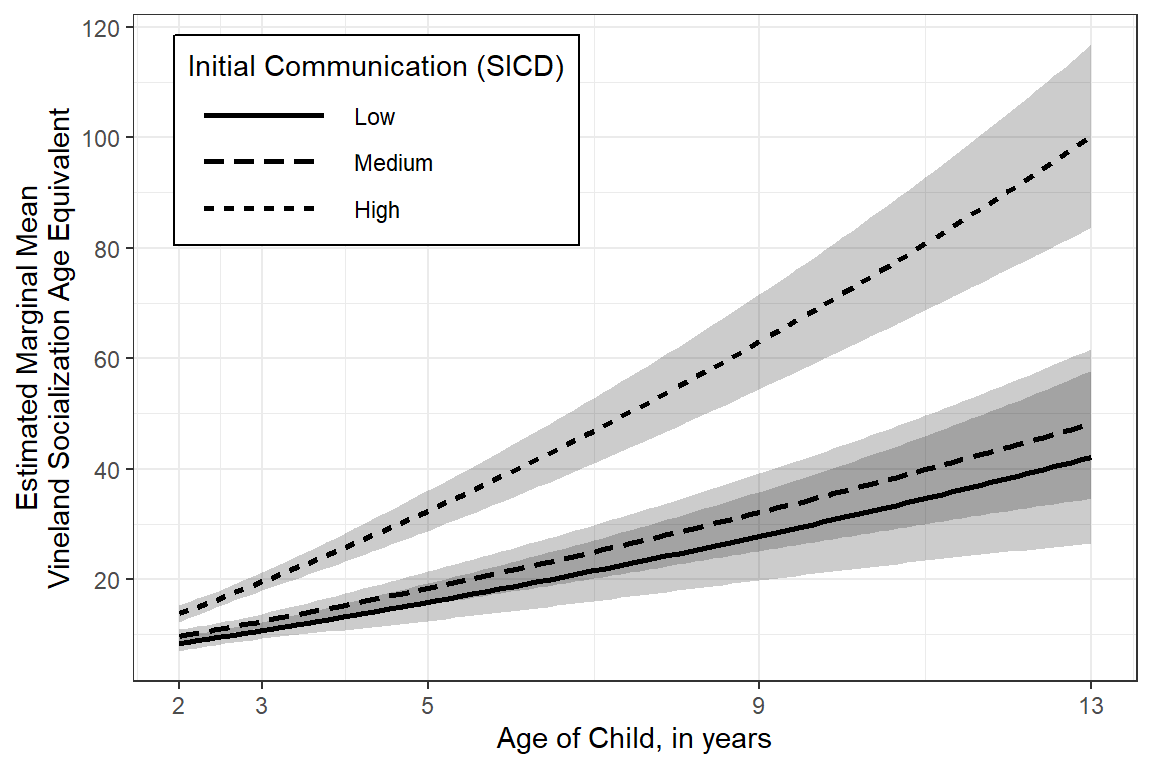 120
100
80
60
40
20
Estimated Marginal Mean
Vineland Socialization Age Equivalent
Initial Communication (SICD)
Low
Medium
High
2 3 5 9 13
Age of Child, in years